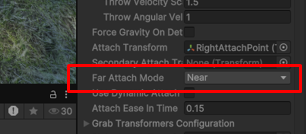 Throw Velocity Sc 1.5
Throw Angular Vel 1
Force Gravity On Det
Attach Transform RightAttachPoint (T
Secondary Attach Tr None (Transform)
Far Attach Mode Near
Use Dynamic Attach
Attach Ease In Time 0.15
Grab Transformers Configuration
30